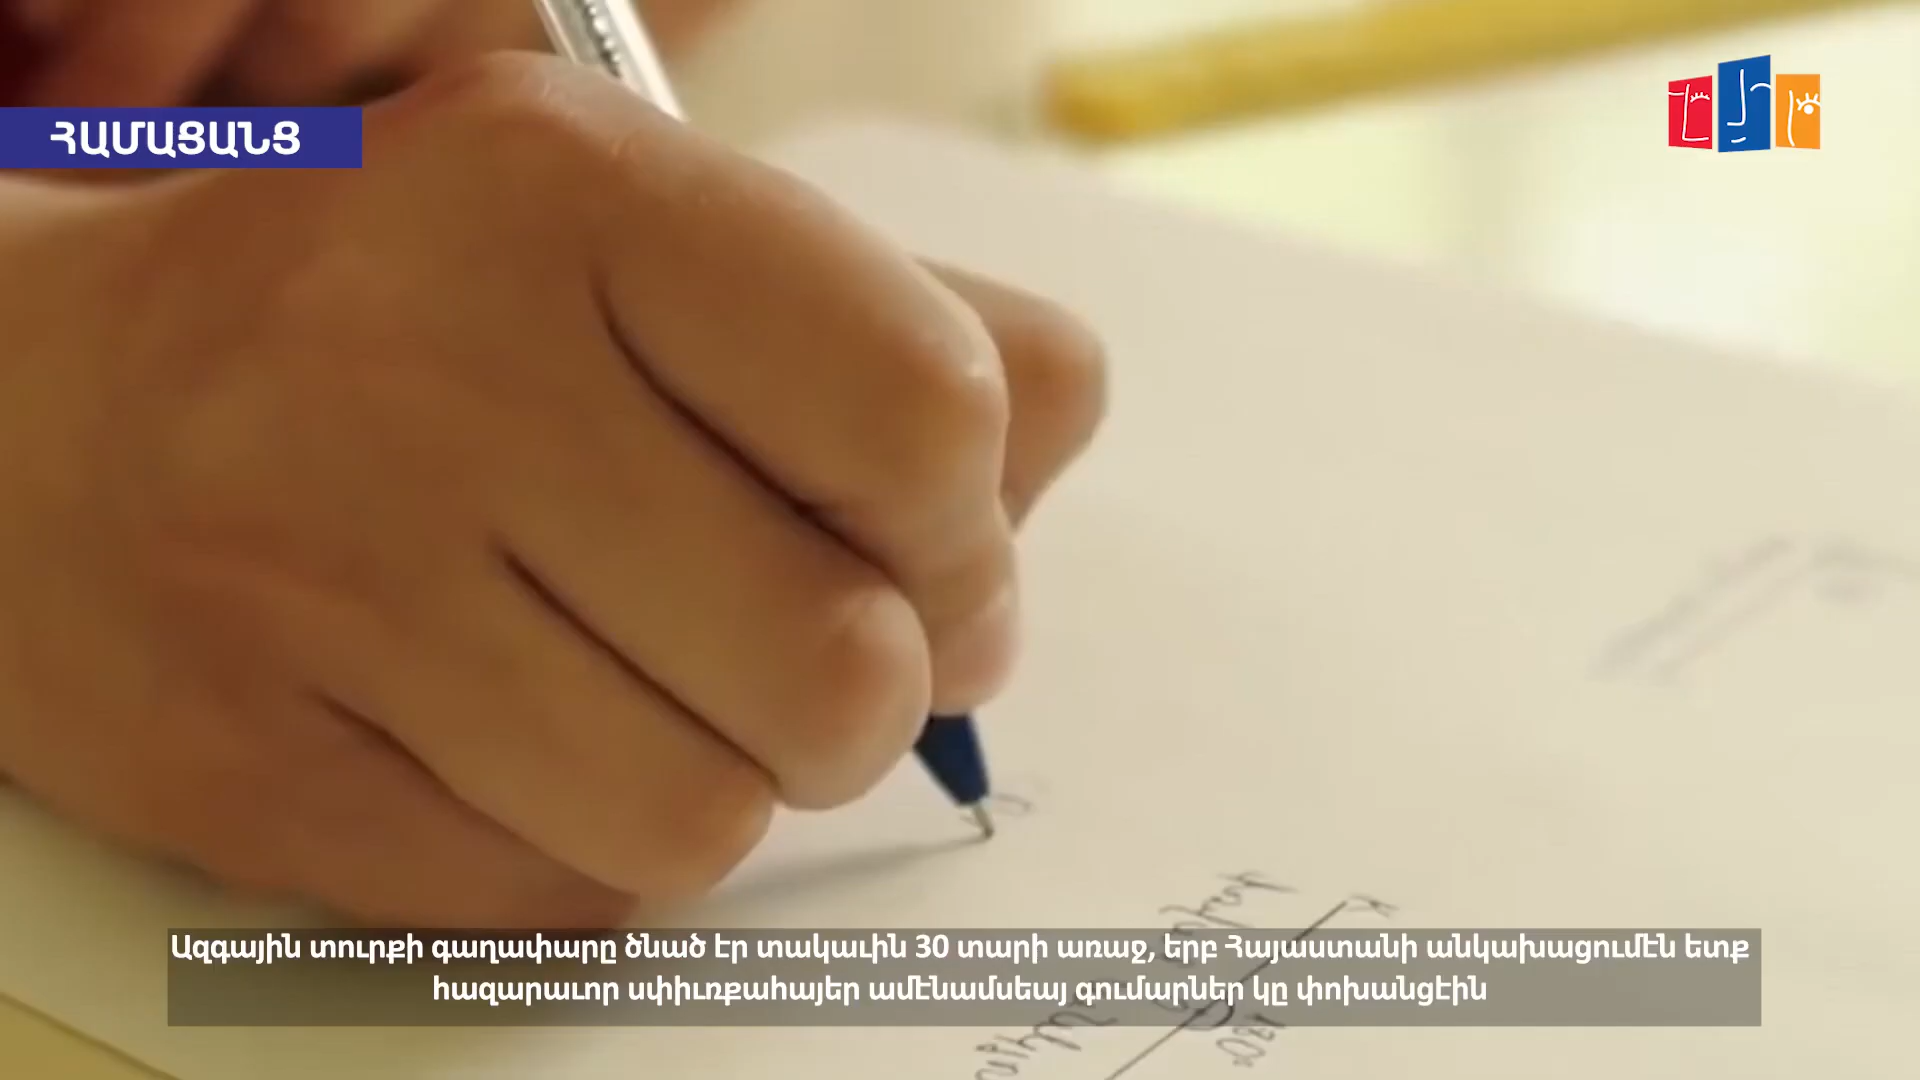 ՀԱՄԱՑԱՆՑ
Ազգային տուրքի գաղափարը ծնած էր տակաւին 30 տարի առաջ, երբ Հայաստանի անկախացումէն ետք
հազարաւոր սփիւռքահայեր ամէնամսեայ գումարներ կը փոխանցէին
K